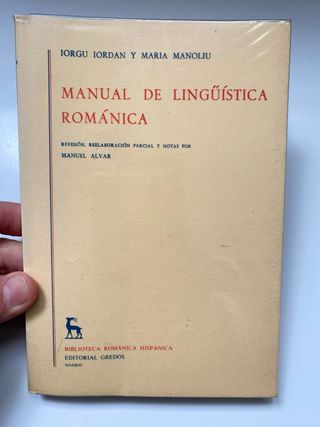 IORGU IORDAN Y MARIA MANOLIU
MANUAL DE LINGÜÍSTICA
ROMÁNICA
REVISIÓN, REELABORACIÓN PARCIAL Y NOTAS POR
MANUEL ALVAR
BIBLIOTECA ROMÁNICA HISPÁNICA
EDITORIAL GREDOS
MADRID